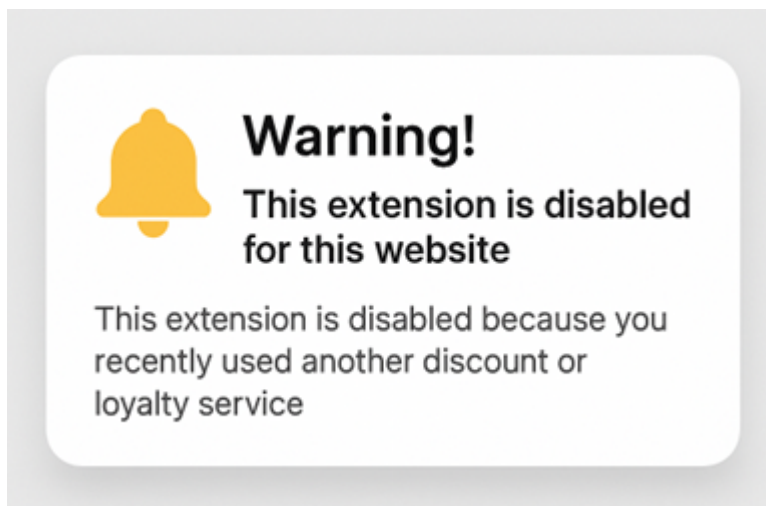 Warning!
This extension is disabled
for this website
This extension is disabled because you
recently used another discount or
loyalty service